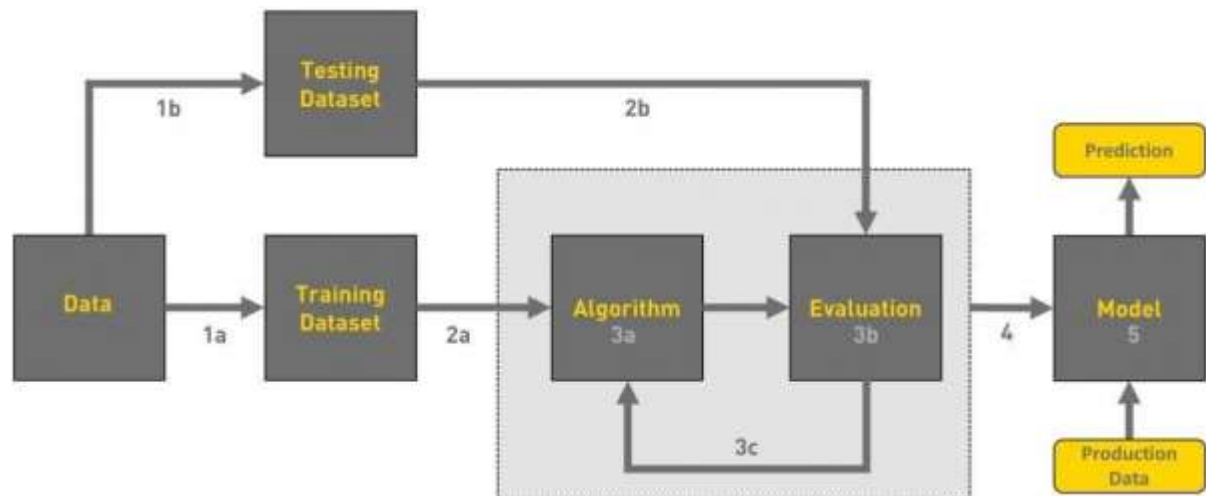 Testing
Dataset
1b
2b
Prediction
Data
1a
Training
Dataset
2a
Algorithm
3a
Evaluation
3b
4
Model
5
3c
Production
Data